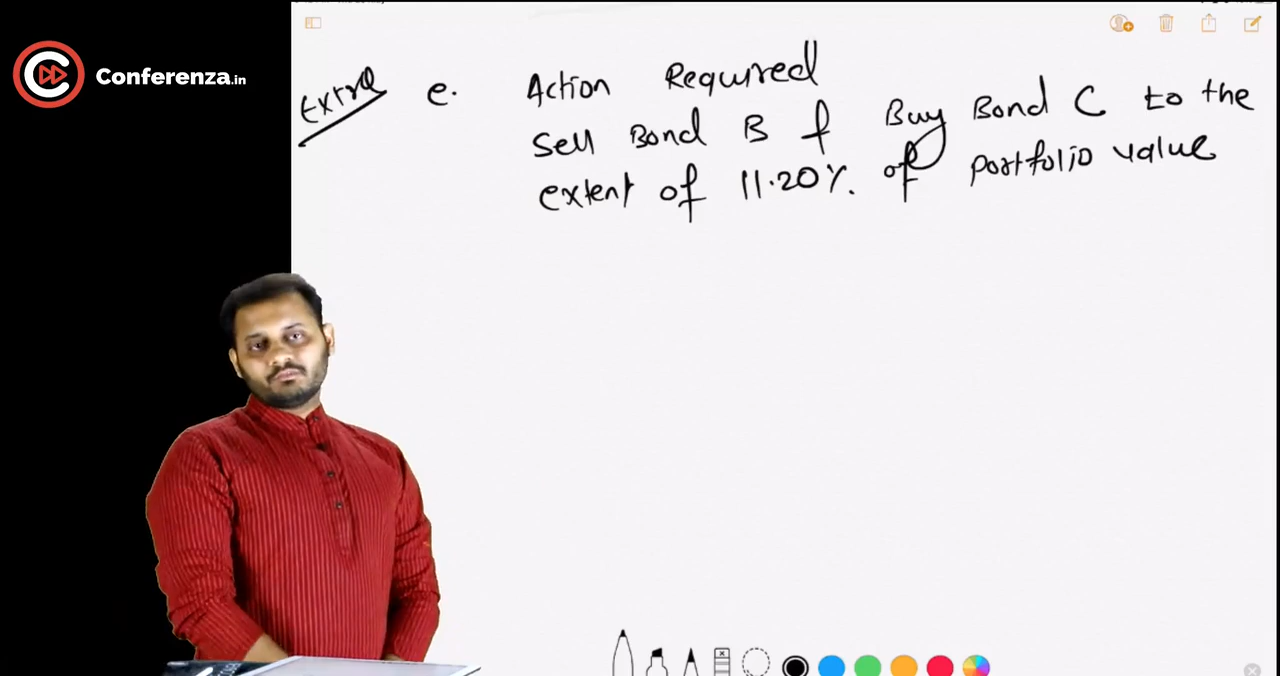 Conferenza.in
Extra e. Action Required
Sell Bond B & Buy Bond C to the
extent of 11.20% of portfolio value